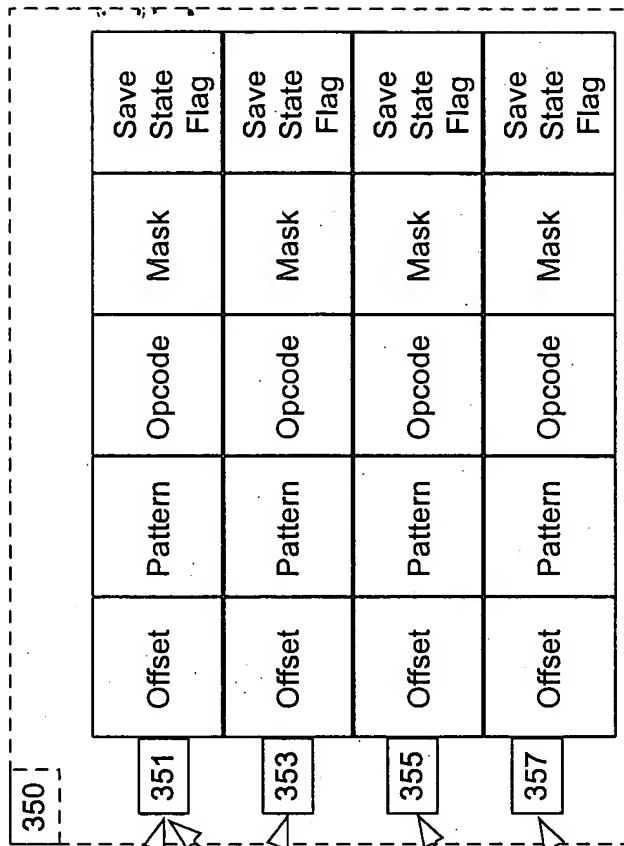 350
351
Offset
Pattern
Opcode
Mask
Save
State
Flag
353
Offset
Pattern
Opcode
Mask
Save
State
Flag
355
Offset
Pattern
Opcode
Mask
Save
State
Flag
357
Offset
Pattern
Opcode
Mask
Save
State
Flag